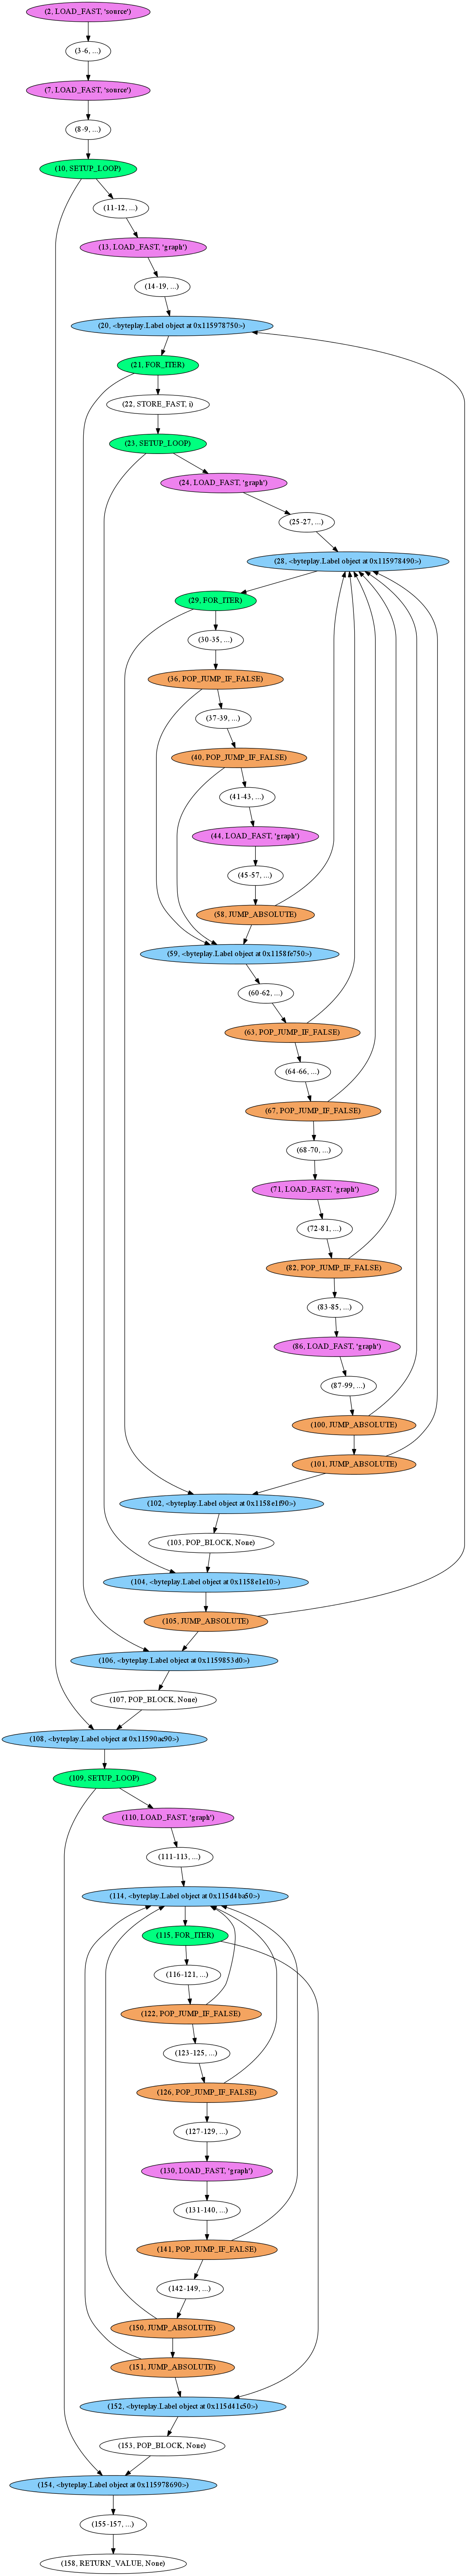 (2, LOAD_FAST, 'source')
(3-6, ...)
(7, LOAD_FAST, 'source')
(8-9, ...)
(10, SETUP_LOOP)
(11-12, ...)
(13, LOAD_FAST, 'graph')
(14-19, ...)
(20, <byteplay.Label object at 0x115978750>)
(21, FOR_ITER)
(22, STORE_FAST, i)
(23, SETUP_LOOP)
(24, LOAD_FAST, 'graph')
(25-27, ...)
(28, <byteplay.Label object at 0x115978490>)
(29, FOR_ITER)
(30-35, ...)
(36, POP_JUMP_IF_FALSE)
(37-39, ...)
(40, POP_JUMP_IF_FALSE)
(41-43, ...)
(44, LOAD_FAST, 'graph')
(45-57, ...)
(58, JUMP_ABSOLUTE)
(59, <byteplay.Label object at 0x1158fe750>)
(60-62, ...)
(63, POP_JUMP_IF_FALSE)
(64-66, ...)
(67, POP_JUMP_IF_FALSE)
(68-70, ...)
(71, LOAD_FAST, 'graph')
(72-81, ...)
(82, POP_JUMP_IF_FALSE)
(83-85, ...)
(86, LOAD_FAST, 'graph')
(87-99, ...)
(100, JUMP_ABSOLUTE)
(101, JUMP_ABSOLUTE)
(102, <byteplay.Label object at 0x1158e1f90>)
(103, POP_BLOCK, None)
(104, <byteplay.Label object at 0x1158e1e10>)
(105, JUMP_ABSOLUTE)
(106, <byteplay.Label object at 0x1159853d0>)
(107, POP_BLOCK, None)
(108, <byteplay.Label object at 0x11590ac90>)
(109, SETUP_LOOP)
(110, LOAD_FAST, 'graph')
(111-113, ...)
(114, <byteplay.Label object at 0x115d4ba50>)
(115, FOR_ITER)
(116-121, ...)
(122, POP_JUMP_IF_FALSE)
(123-125, ...)
(126, POP_JUMP_IF_FALSE)
(127-129, ...)
(130, LOAD_FAST, 'graph')
(131-140, ...)
(141, POP_JUMP_IF_FALSE)
(142-149, ...)
(150, JUMP_ABSOLUTE)
(151, JUMP_ABSOLUTE)
(152, <byteplay.Label object at 0x115d41c50>)
(153, POP_BLOCK, None)
(154, <byteplay.Label object at 0x115978690>)
(155-157, ...)
(158, RETURN_VALUE, None)